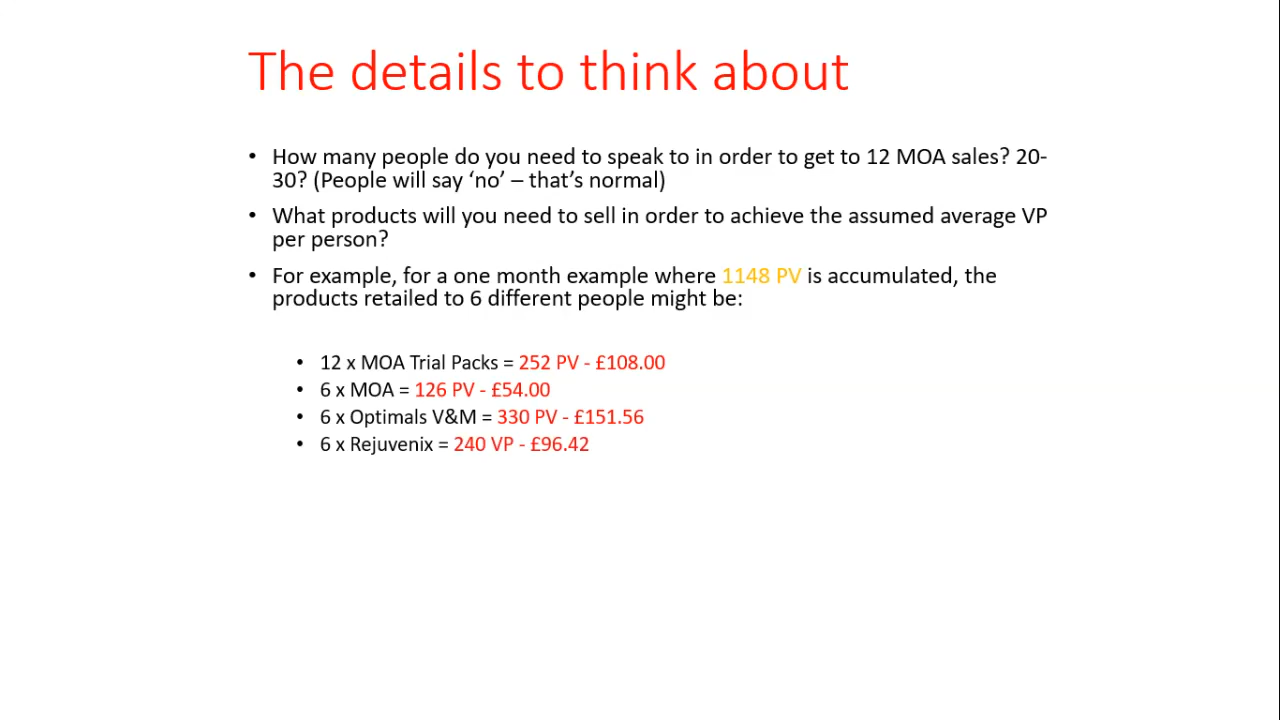 The details to think about
• How many people do you need to speak to in order to get to 12 MOA sales? 20-
30? (People will say ‘no’ – that’s normal)
• What products will you need to sell in order to achieve the assumed average VP
per person?
• For example, for a one month example where 1148 PV is accumulated, the
products retailed to 6 different people might be:
• 12 x MOA Trial Packs = 252 PV - £108.00
• 6 x MOA = 126 PV - £54.00
• 6 x Optimals V&M = 330 PV - £151.56
• 6 x Rejuvenix = 240 VP - £96.42